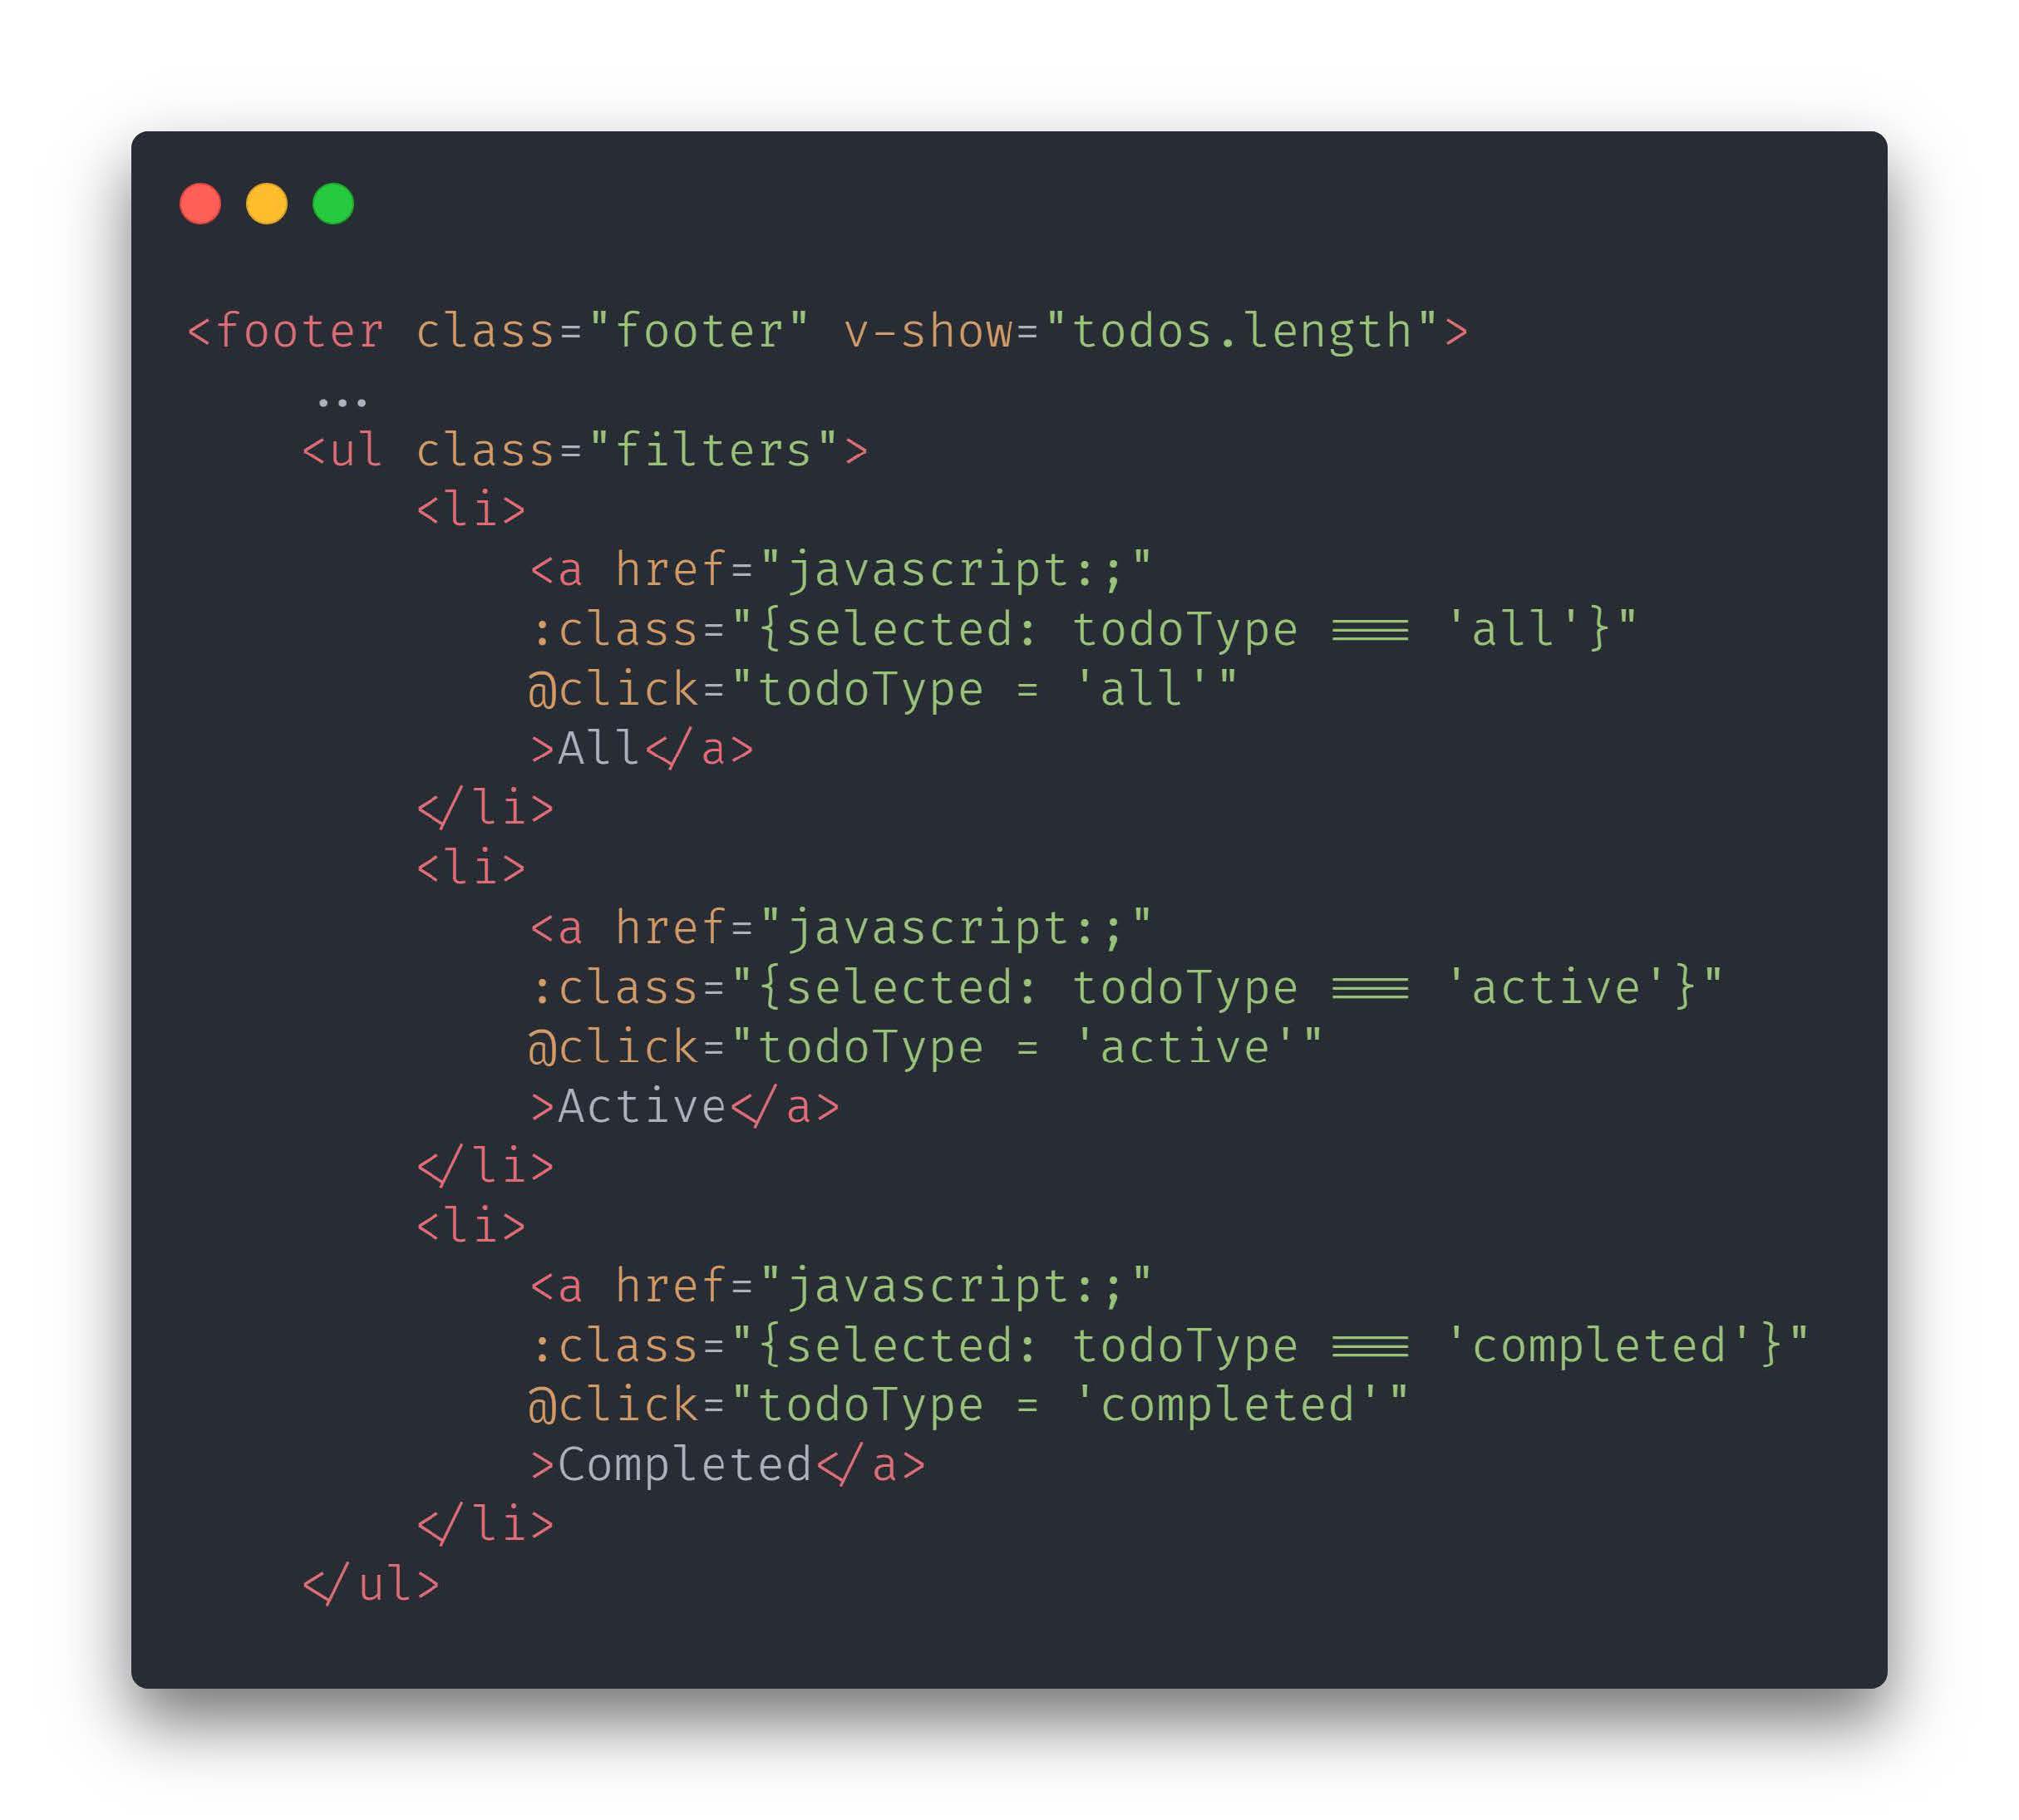 <footer class="footer" v-show="todos.length">
...
<ul class="filters">
<li>
<a href="javascript:;"
:class="{selected: todoType === 'all'}"
@click="todoType = 'all'"
>All</a>
</li>
<li>
<a href="javascript:;"
:class="{selected: todoType === 'active'}"
@click="todoType = 'active'"
>Active</a>
</li>
<li>
<a href="javascript:;"
:class="{selected: todoType === 'completed'}"
@click="todoType = 'completed'"
>Completed</a>
</li>
</ul>